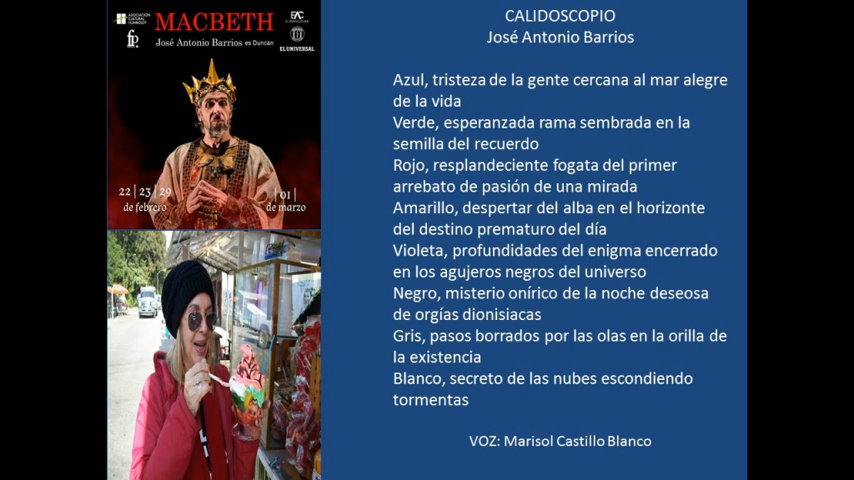 ASOCIACIÓN
CULTURAL
HUMBOLDT
fp
MACBETH
José Antonio Barrios es Duncan
EAC
EL UNIVERSAL
22 | 23 | 29
de febrero
| 01 |
de marzo
CALIDOSCOPIO
José Antonio Barrios
Azul, tristeza de la gente cercana al mar alegre
de la vida
Verde, esperanzada rama sembrada en la
semilla del recuerdo
Rojo, resplandeciente fogata del primer
arrebato de pasión de una mirada
Amarillo, despertar del alba en el horizonte
del destino prematuro del día
Violeta, profundidades del enigma encerrado
en los agujeros negros del universo
Negro, misterio onírico de la noche deseosa
de orgías dionisiacas
Gris, pasos borrados por las olas en la orilla de
la existencia
Blanco, secreto de las nubes escondiendo
tormentas
VOZ: Marisol Castillo Blanco